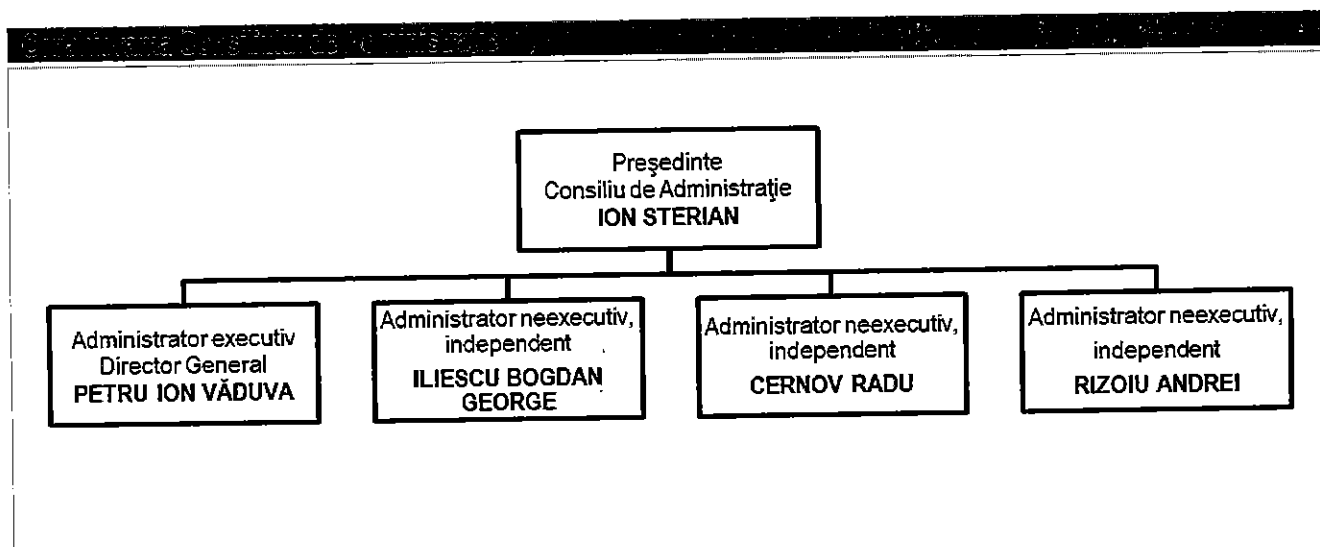 Preşedinte
Consiliu de Administraţie
ION STERIAN
Administrator executiv
Director General
PETRU ION VĂDUVA
Administrator neexecutiv,
independent
ILIESCU BOGDAN
GEORGE
Administrator neexecutiv,
independent
CERNOV RADU
Administrator neexecutiv,
independent
RIZOIU ANDREI